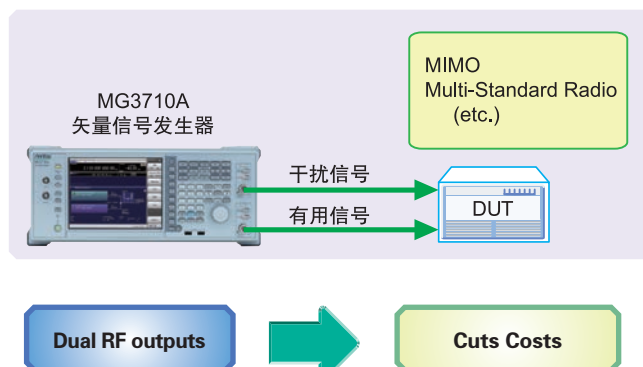 MG3710A
矢量信号发生器
MIMO
Multi-Standard Radio
(etc.)
干扰信号
有用信号
DUT
Dual RF outputs
Cuts Costs